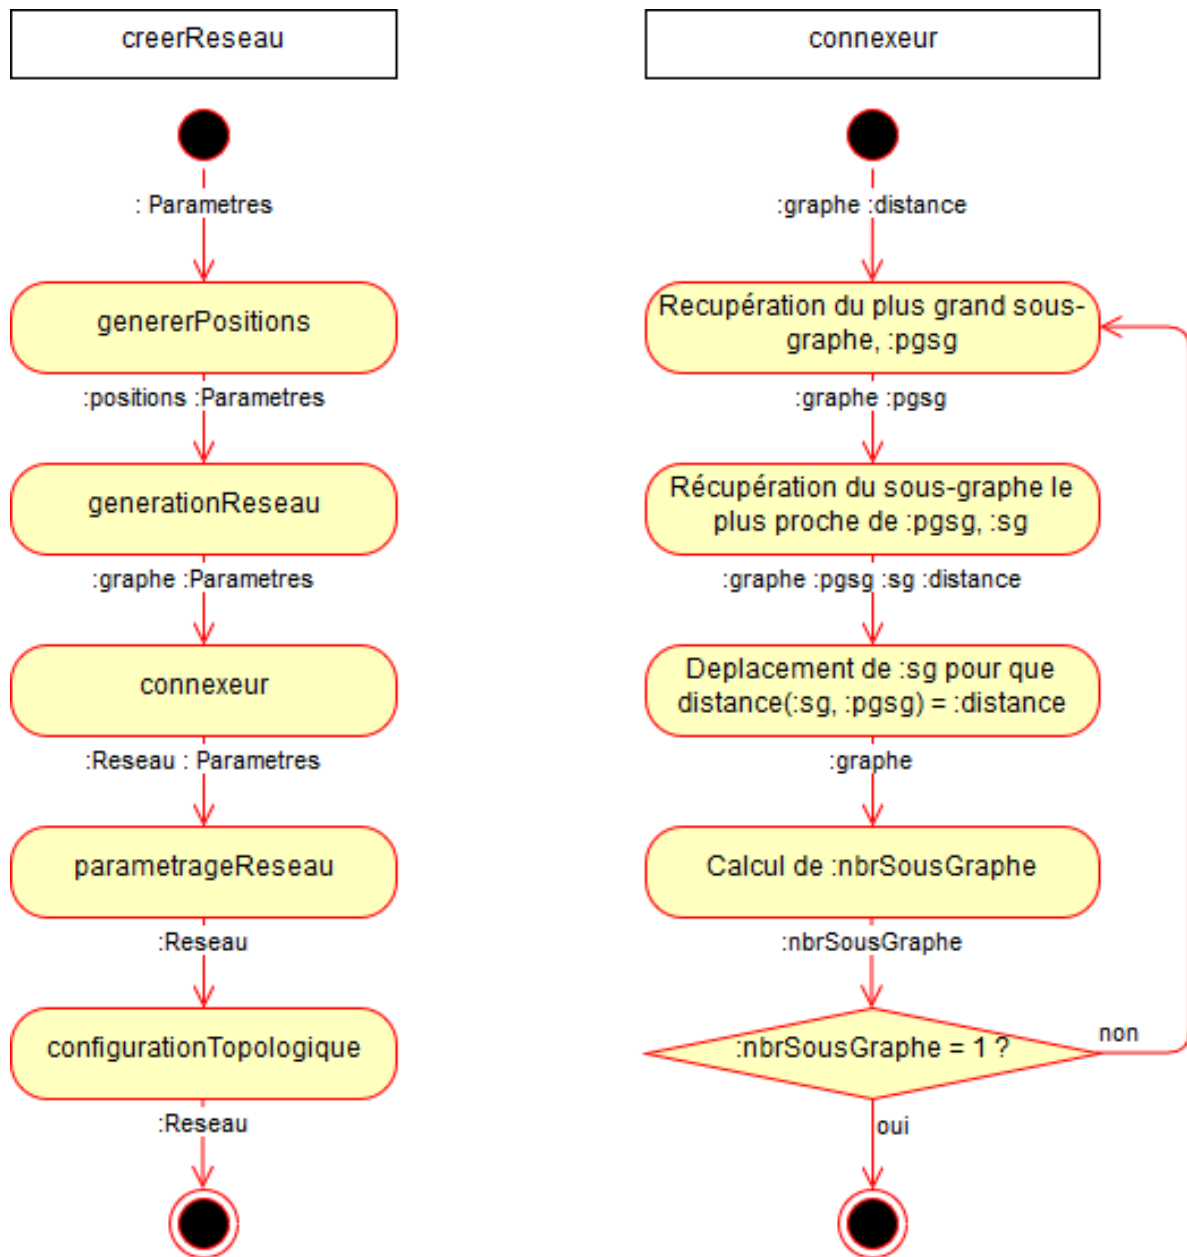 creerReseau
: Parametres
genererPositions
:positions :Parametres
generationReseau
:graphe :Parametres
connexeur
:Reseau : Parametres
parametrageReseau
:Reseau
configurationTopologique
:Reseau
connexeur
:graphe :distance
Recupération du plus grand sous-
graphe, :pgsg
:graphe :pgsg
Récupération du sous-graphe le
plus proche de :pgsg, :sg
:graphe :pgsg :sg :distance
Deplacement de :sg pour que
distance(:sg, :pgsg) = :distance
:graphe
Calcul de :nbrSousGraphe
:nbrSousGraphe
:nbrSousGraphe = 1 ?
non
oui